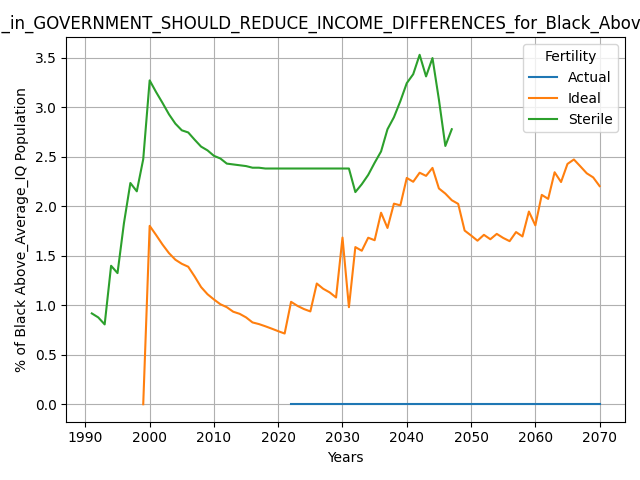 _in_GOVERNMENT_SHOULD_REDUCE_INCOME_DIFFERENCES_for_Black_Abov
Fertility
Actual
Ideal
Sterile
% of Black Above_Average_IQ Population
3.5
3.0
2.5
2.0
1.5
1.0
0.5
0.0
1990 2000 2010 2020 2030 2040 2050 2060 2070
Years